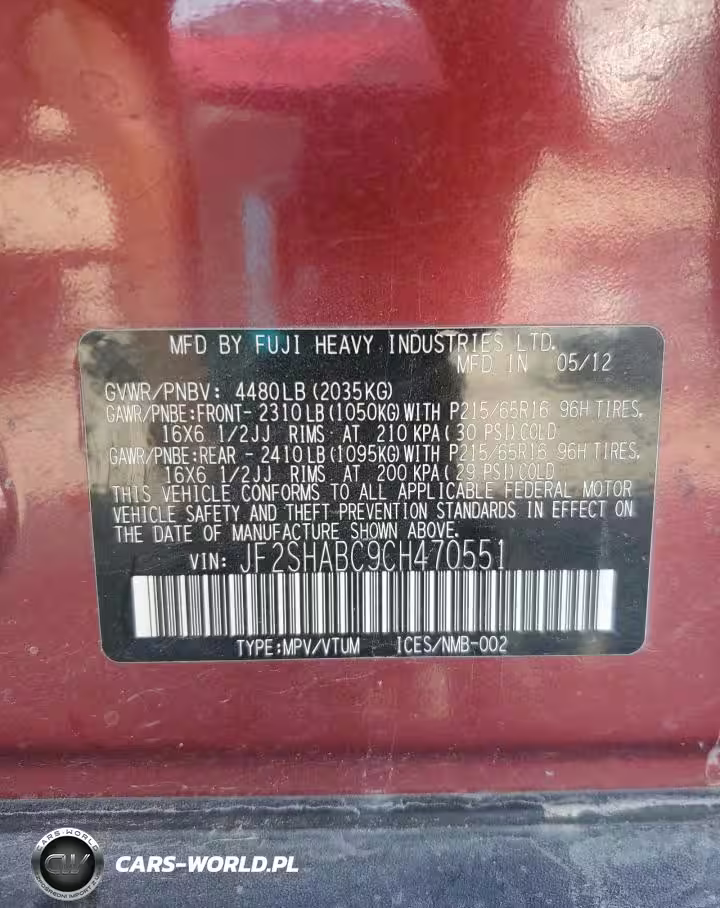 MFD BY FUJI HEAVY INDUSTRIES LTD.
MFD IN 05/12
GVWR/PNBV: 4480LB(2035KG)
GAWR/PNBE:FRONT- 2310LB(1050KG)WITH P215/65R16 96H TIRES,
16X6 1/2JJ RIMS AT 210 KPA(30 PSI)COLD
GAWR/PNBE:REAR - 2410LB(1095KG)WITH P215/65R16 96H TIRES,
16X6 1/2JJ RIMS AT 200 KPA(29 PSI)COLD
THIS VEHICLE CONFORMS TO ALL APPLICABLE FEDERAL MOTOR
VEHICLE SAFETY AND THEFT PREVENTION STANDARDS IN EFFECT ON
THE DATE OF MANUFACTURE SHOWN ABOVE.
VIN: JF2SHABC9CH470551
TYPE:MPV/VTUM ICES/NMB-002
CARS-WORLD
CW
CARS-WORLD.PL